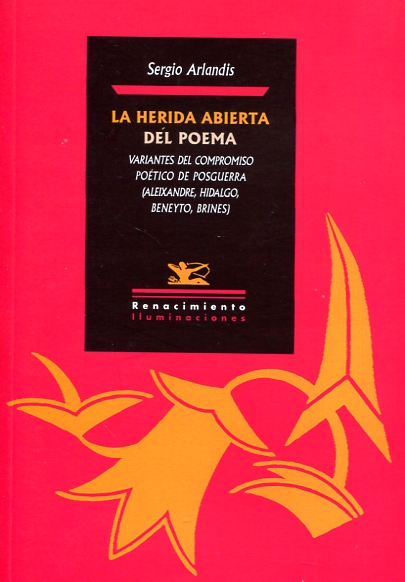 Sergio Arlandis
LA HERIDA ABIERTA
DEL POEMA
VARIANTES DEL COMPROMISO
POÉTICO DE POSGUERRA
(ALEIXANDRE, HIDALGO,
BENEYTO, BRINES)
Renacimiento
Iluminaciones